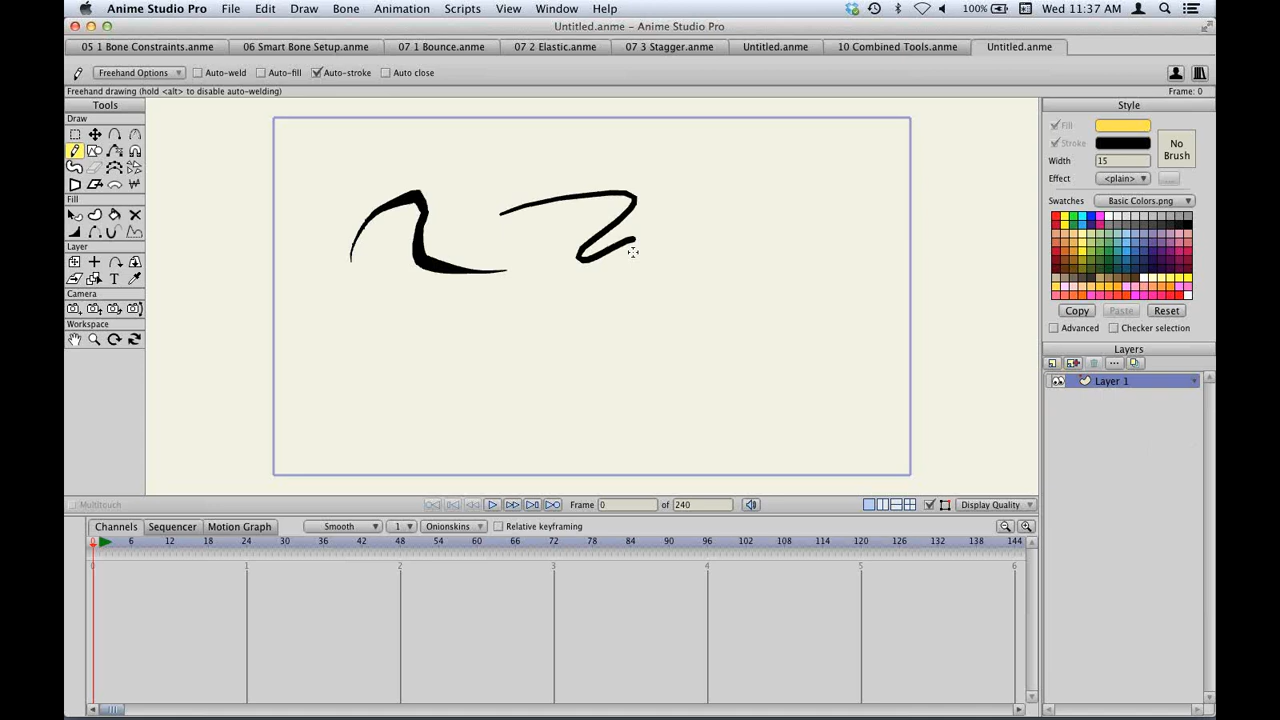 Anime Studio Pro File Edit Draw Bone Animation Scripts View Window Help 100% Wed 11:37 AM
Untitled.anme - Anime Studio Pro
05 1 Bone Constraints.anme 06 Smart Bone Setup.anme 07 1 Bounce.anme 07 2 Elastic.anme 07 3 Stagger.anme Untitled.anme 10 Combined Tools.anme Untitled.anme
Freehand Options Auto-weld Auto-fill Auto-stroke Auto close
Freehand drawing (hold <alt> to disable auto-welding) Frame: 0
Tools Style
Draw
Fill
Stroke
No Brush
Width 15
Effect <plain> ...
Fill
Swatches Basic Colors.png
Layer
Camera
Copy Paste Reset
Workspace
Advanced Checker selection
Layers
Layer 1
Multitouch Frame 0 of 240 Display Quality
Channels Sequencer Motion Graph Smooth 1 Onionskins Relative keyframing
0 6 12 18 24 30 36 42 48 54 60 66 72 78 84 90 96 102 108 114 120 126 132 138 144
0 1 2 3 4 5 6